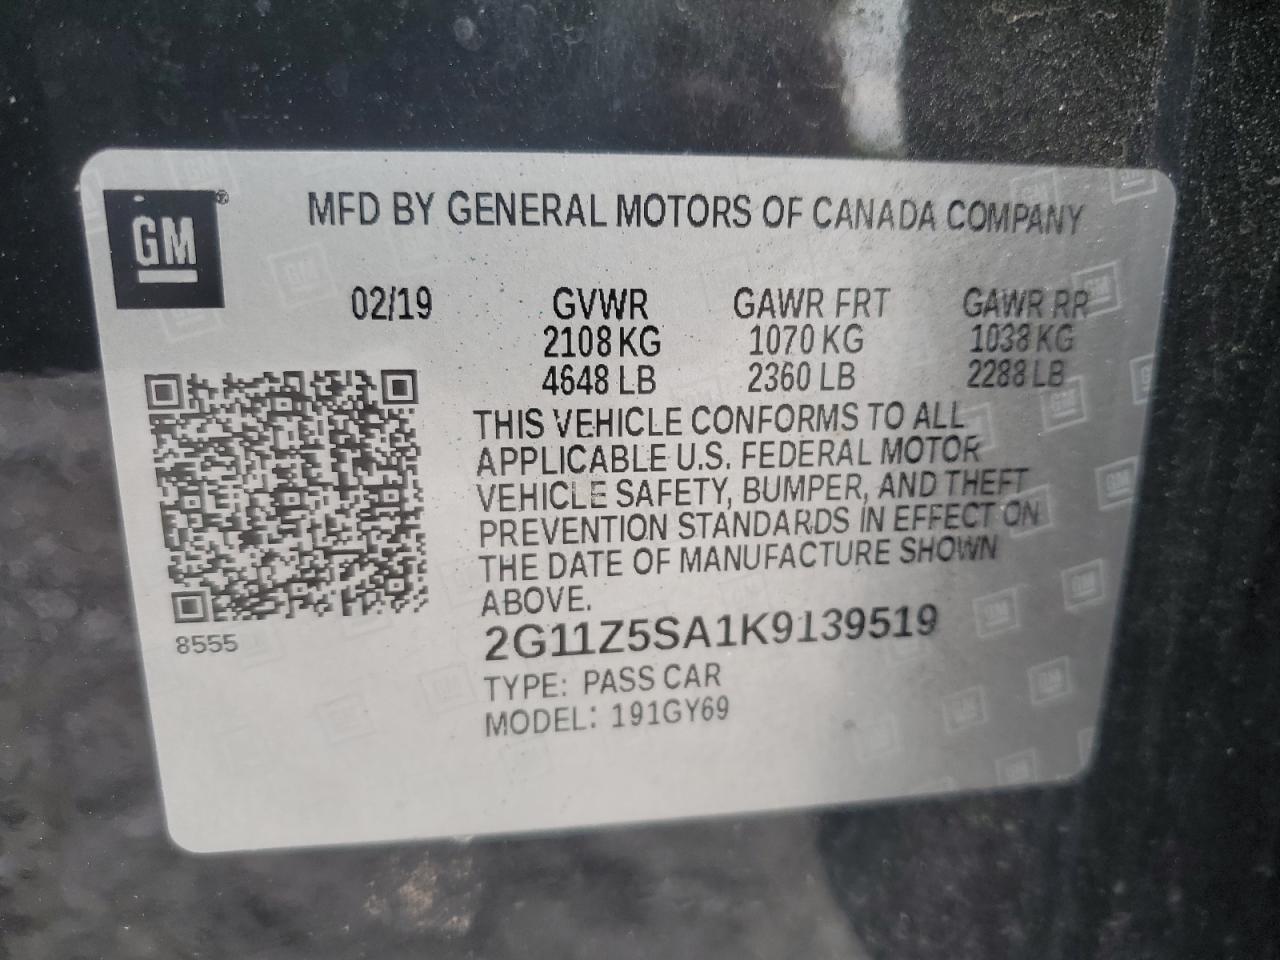 GM®
MFD BY GENERAL MOTORS OF CANADA COMPANY
02/19 GVWR GAWR FRT GAWR RR
2108 KG 1070 KG 1038 KG
4648 LB 2360 LB 2288 LB
THIS VEHICLE CONFORMS TO ALL
APPLICABLE U.S. FEDERAL MOTOR
VEHICLE SAFETY, BUMPER, AND THEFT
PREVENTION STANDARDS IN EFFECT ON
THE DATE OF MANUFACTURE SHOWN
ABOVE.
8555
2G11Z5SA1K9139519
TYPE: PASS CAR
MODEL: 191GY69